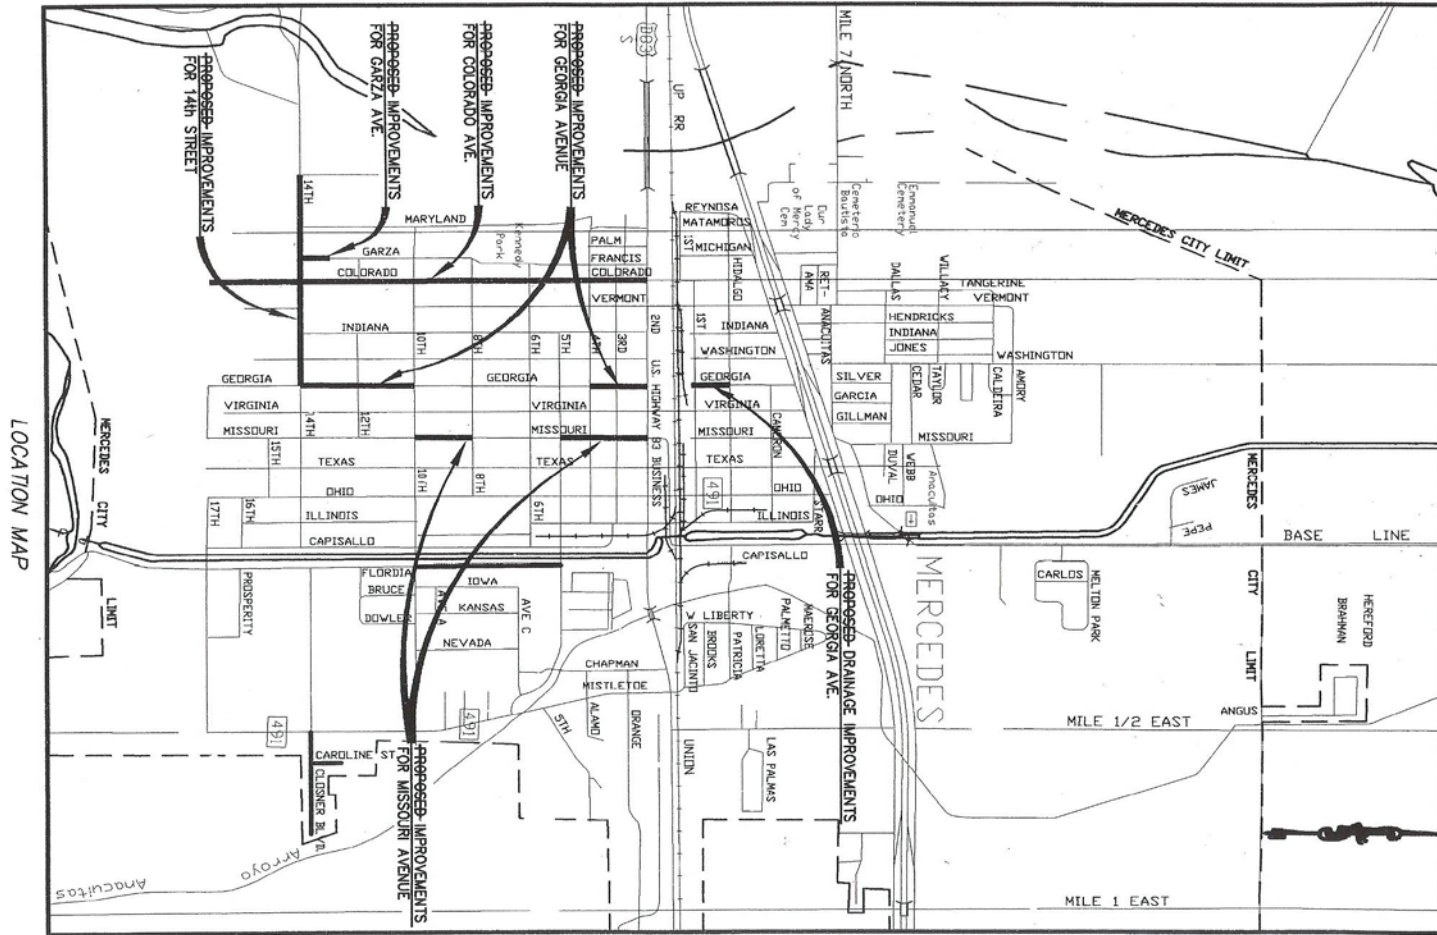 LOCATION MAP
PROPOSED IMPROVEMENTS
FOR 14th STREET
PROPOSED IMPROVEMENTS
FOR GARZA AVE.
PROPOSED IMPROVEMENTS
FOR COLORADO AVE.
PROPOSED IMPROVEMENTS
FOR GEORGIA AVENUE
S
UP RR
MILE 7 NORTH
Emmanuel
Cemetery
Cemeterio
Bautista
Our
Lady
of Mercy
Cem
MERCEDES CITY LIMIT
14TH
MARYLAND
Kennedy
Park
GARZA
COLORADO
PALM
FRANCIS
COLORADO
VERMONT
REYNOSA
MATAMOROS
1ST
MICHIGAN
HIDALGO
RET-
AMA
ANACUITAS
DALLAS
WILLACY
TANGERINE
VERMONT
HENDRICKS
INDIANA
JONES
WASHINGTON
INDIANA
10TH
8TH
6TH
5TH
4TH
3RD
2ND
U.S. HIGHWAY 83 BUSINESS
1ST
INDIANA
WASHINGTON
GEORGIA
GEORGIA
GEORGIA
SILVER
GARCIA
GILLMAN
CEDAR
TAYLOR
CALDEIRA
AMORY
VIRGINIA
MISSOURI
14TH
12TH
VIRGINIA
MISSOURI
VIRGINIA
MISSOURI
CAMERON
MISSOURI
15TH
TEXAS
10TH
8TH
TEXAS
TEXAS
DUVAL
WEBB
Anacuitas
OHIO
OHIO
OHIO
17TH
16TH
ILLINOIS
6TH
491
ILLINOIS
STARR
CAPISALLO
CAPISALLO
MERCEDES
CITY
LIMIT
MERCEDES
CITY
LIMIT
JAMES
PEPE
BASE LINE
PROSPERITY
FLORDIA
BRUCE
DOWLEN
AVE A
IOWA
KANSAS
NEVADA
AVE C
W LIBERTY
SAN JACINTO
BROOKS
PATRICIA
LORETTA
PALMETTO
MAEROSE
CHAPMAN
MISTLETOE
5TH
ALAMO
ORANGE
UNION
LAS PALMAS
PROPOSED DRAINAGE IMPROVEMENTS
FOR GEORGIA AVE.
MERCEDES
CARLOS
MELTON PARK
HEREFORD
BRAHMAN
ANGUS
MILE 1/2 EAST
491
491
CAROLINE ST
CLOSNER BLVD.
PROPOSED IMPROVEMENTS
FOR MISSOURI AVENUE
Anacuitas Arroyo
MILE 1 EAST